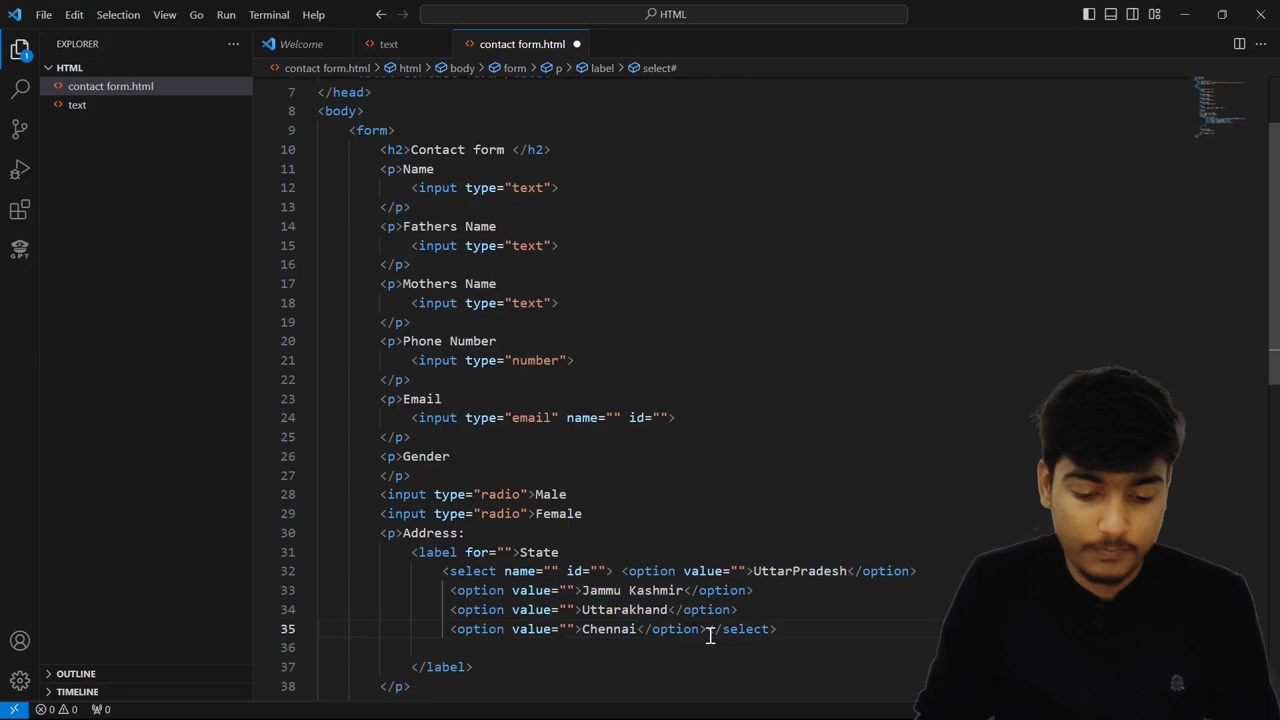 File Edit Selection View Go Run Terminal Help
HTML
EXPLORER
Welcome
text
contact form.html
HTML
contact form.html > html > body > form > p > label > select#
contact form.html
text
1
7 </head>
8 <body>
9 <form>
10 <h2>Contact form </h2>
11 <p>Name
12 <input type="text">
13 </p>
14 <p>Fathers Name
15 <input type="text">
16 </p>
17 <p>Mothers Name
18 <input type="text">
19 </p>
20 <p>Phone Number
21 <input type="number">
22 </p>
23 <p>Email
24 <input type="email" name="" id="">
25 </p>
26 <p>Gender
27 </p>
28 <input type="radio">Male
29 <input type="radio">Female
30 <p>Address:
31 <label for="">State
32 <select name="" id=""> <option value="">UttarPradesh</option>
33 <option value="">Jammu Kashmir</option>
34 <option value="">Uttarakhand</option>
35 <option value="">Chennai</option></select>
36
37 </label>
38 </p>
GPT
OUTLINE
TIMELINE
0 0 0